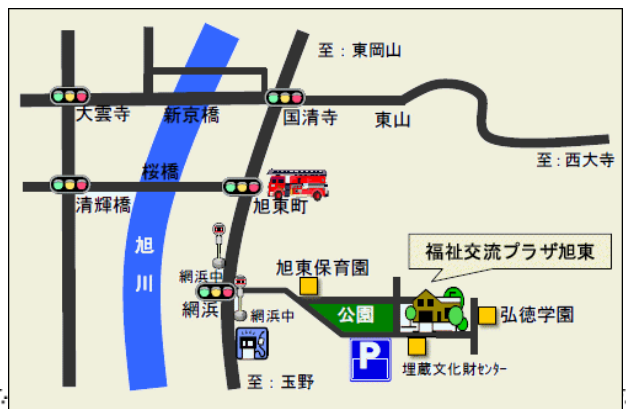 至：東岡山
大雲寺
新京橋
国清寺
東山
至：西大寺
桜橋
清輝橋
旭東町
旭川
網浜中
旭東保育園
福祉交流プラザ旭東
網浜
網浜中
公園
弘徳学園
P
埋蔵文化財ｾﾝﾀｰ
至：玉野